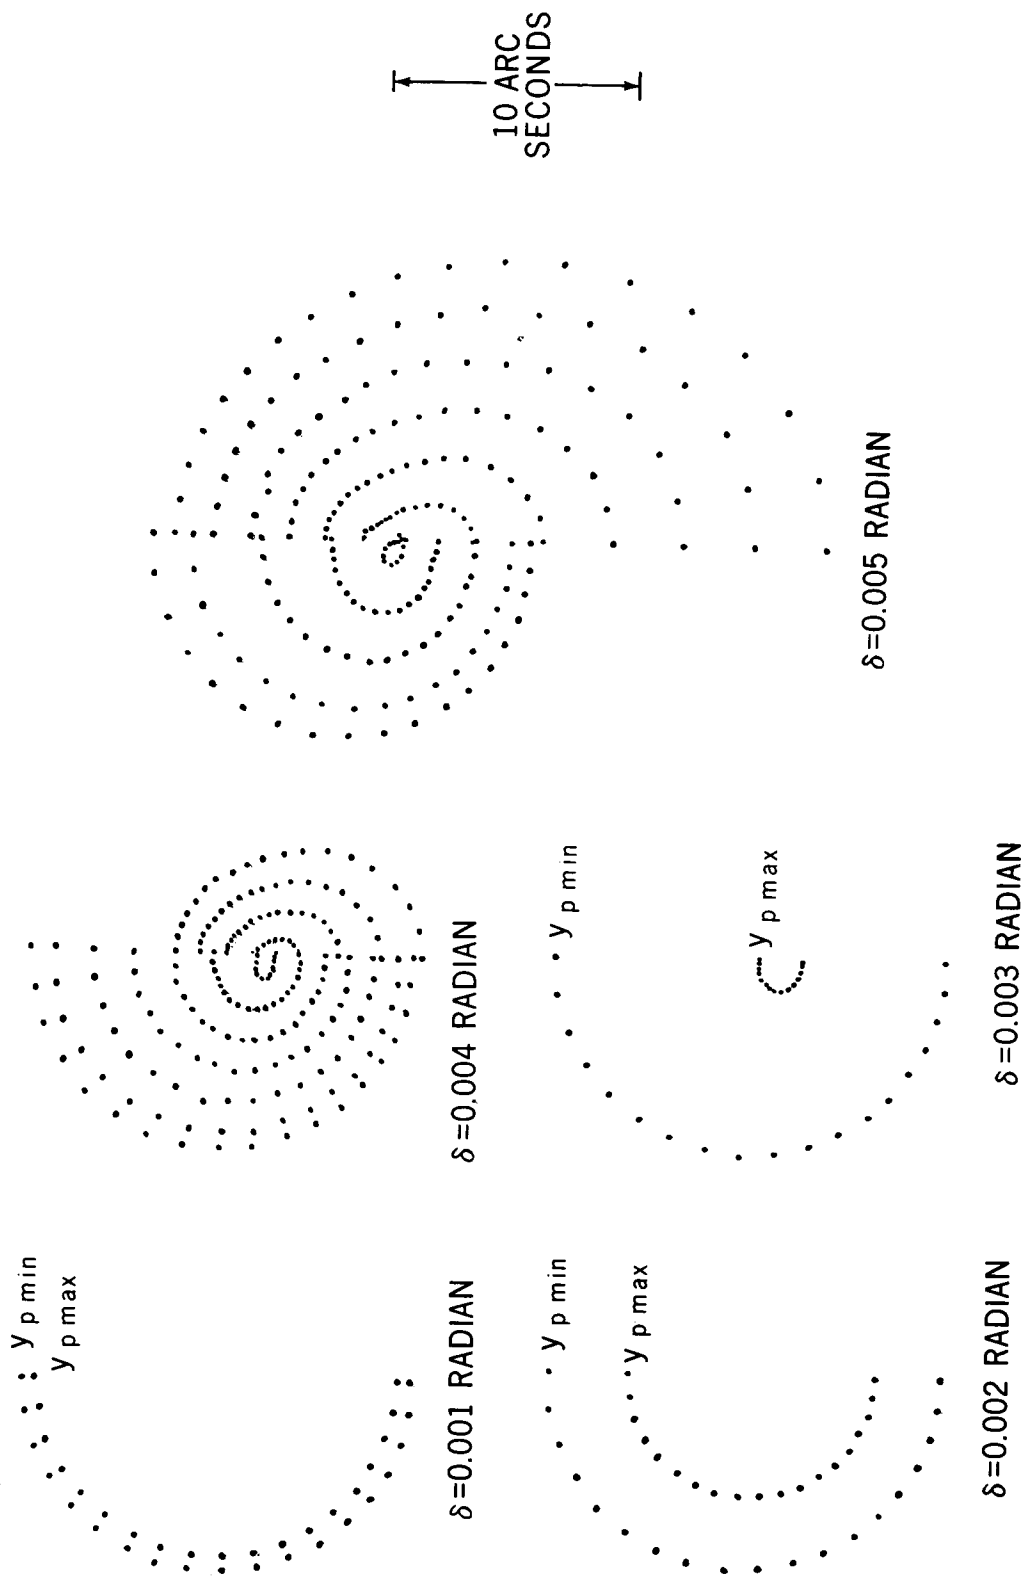 y p min
y p max
δ=0.001 RADIAN
δ=0.004 RADIAN
10 ARC
SECONDS
y p min
y p max
δ=0.002 RADIAN
y p min
y p max
δ=0.003 RADIAN
δ=0.005 RADIAN